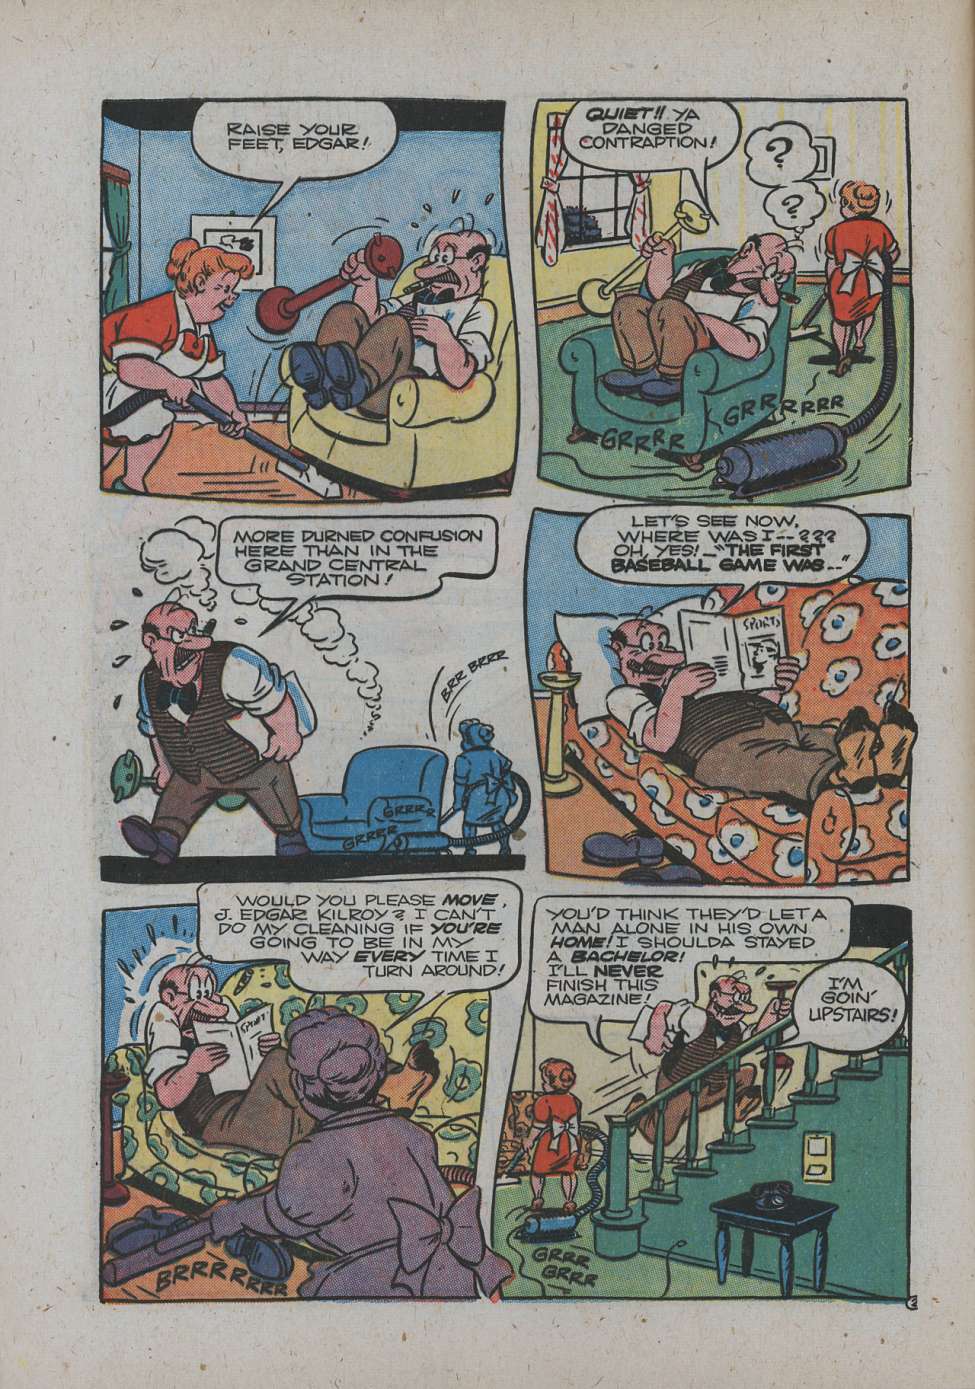 RAISE YOUR
FEET, EDGAR!
QUIET!! YA
DANGED
CONTRAPTION!
?
?
GRRRR
GRRRRRRR
MORE DURNED CONFUSION
HERE THAN IN THE
GRAND CENTRAL
STATION!
BRR BRRR
GRRRR
GRRRR
LET'S SEE NOW,
WHERE WAS I--???
OH, YES!—"THE FIRST
BASEBALL GAME WAS--"
SPORTS
WOULD YOU PLEASE MOVE,
J. EDGAR KILROY? I CAN'T
DO MY CLEANING IF YOU'RE
GOING TO BE IN MY
WAY EVERY TIME I
TURN AROUND!
SPORT
BRRRRRRR
YOU'D THINK THEY'D LET A
MAN ALONE IN HIS OWN
HOME! I SHOULDA STAYED
A BACHELOR!
I'LL NEVER
FINISH THIS
MAGAZINE!
I'M
GOIN'
UPSTAIRS!
GRRR
GRRR
2